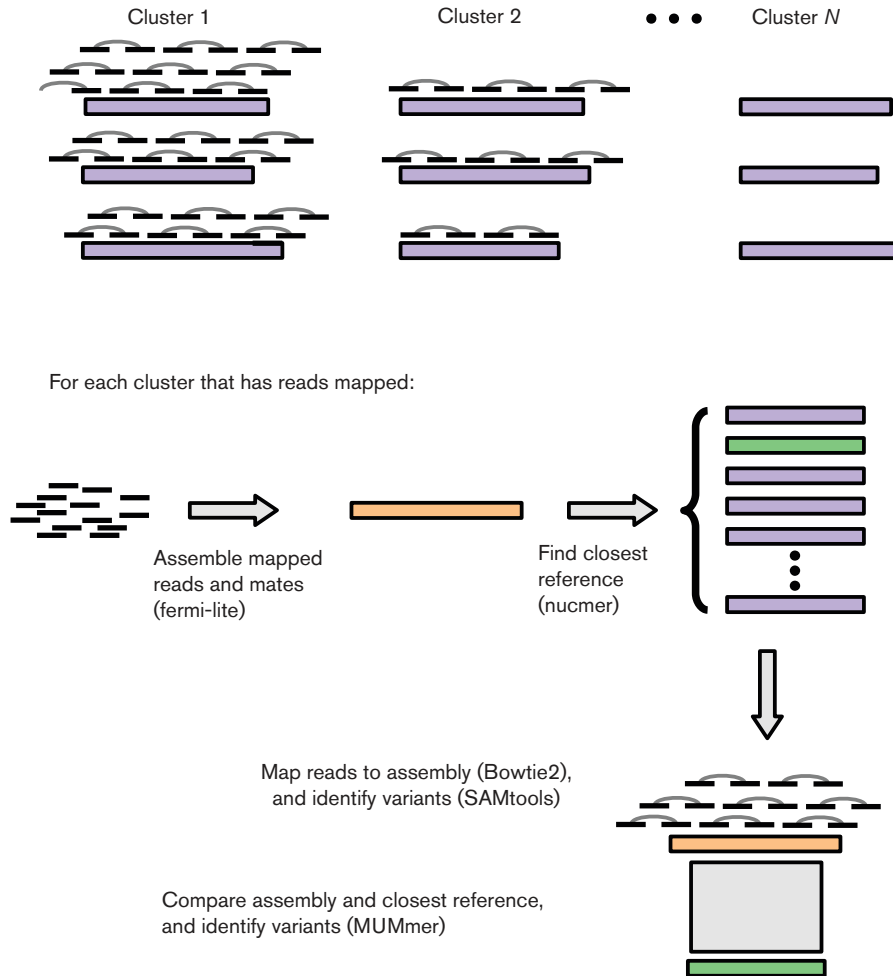 Cluster 1
Cluster 2
Cluster N
For each cluster that has reads mapped:
Assemble mapped
reads and mates
(fermi-lite)
Find closest
reference
(nucmer)
Map reads to assembly (Bowtie2),
and identify variants (SAMtools)
Compare assembly and closest reference,
and identify variants (MUMmer)